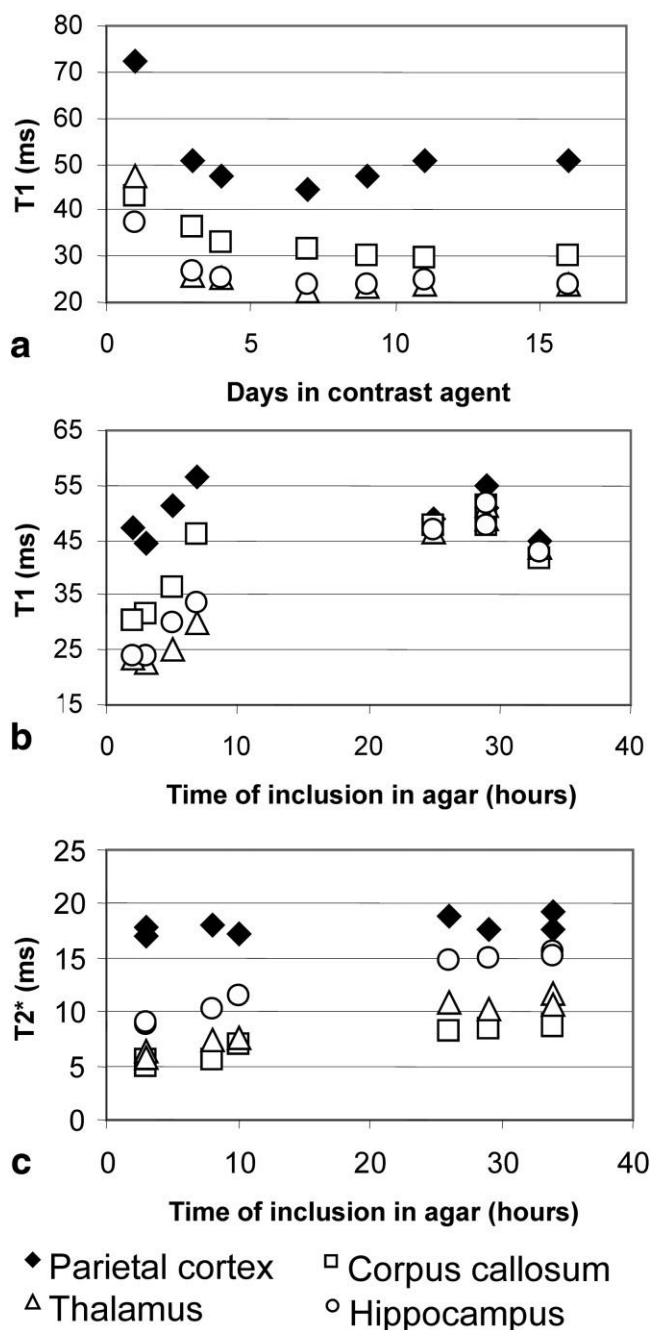 80
70
60
50
40
30
20
T1 (ms)
0 5 10 15
a
Days in contrast agent
65
55
45
35
25
15
T1 (ms)
0 10 20 30 40
b
Time of inclusion in agar (hours)
25
20
15
10
5
0
T2* (ms)
0 10 20 30 40
c
Time of inclusion in agar (hours)
Parietal cortex Corpus callosum
Thalamus Hippocampus